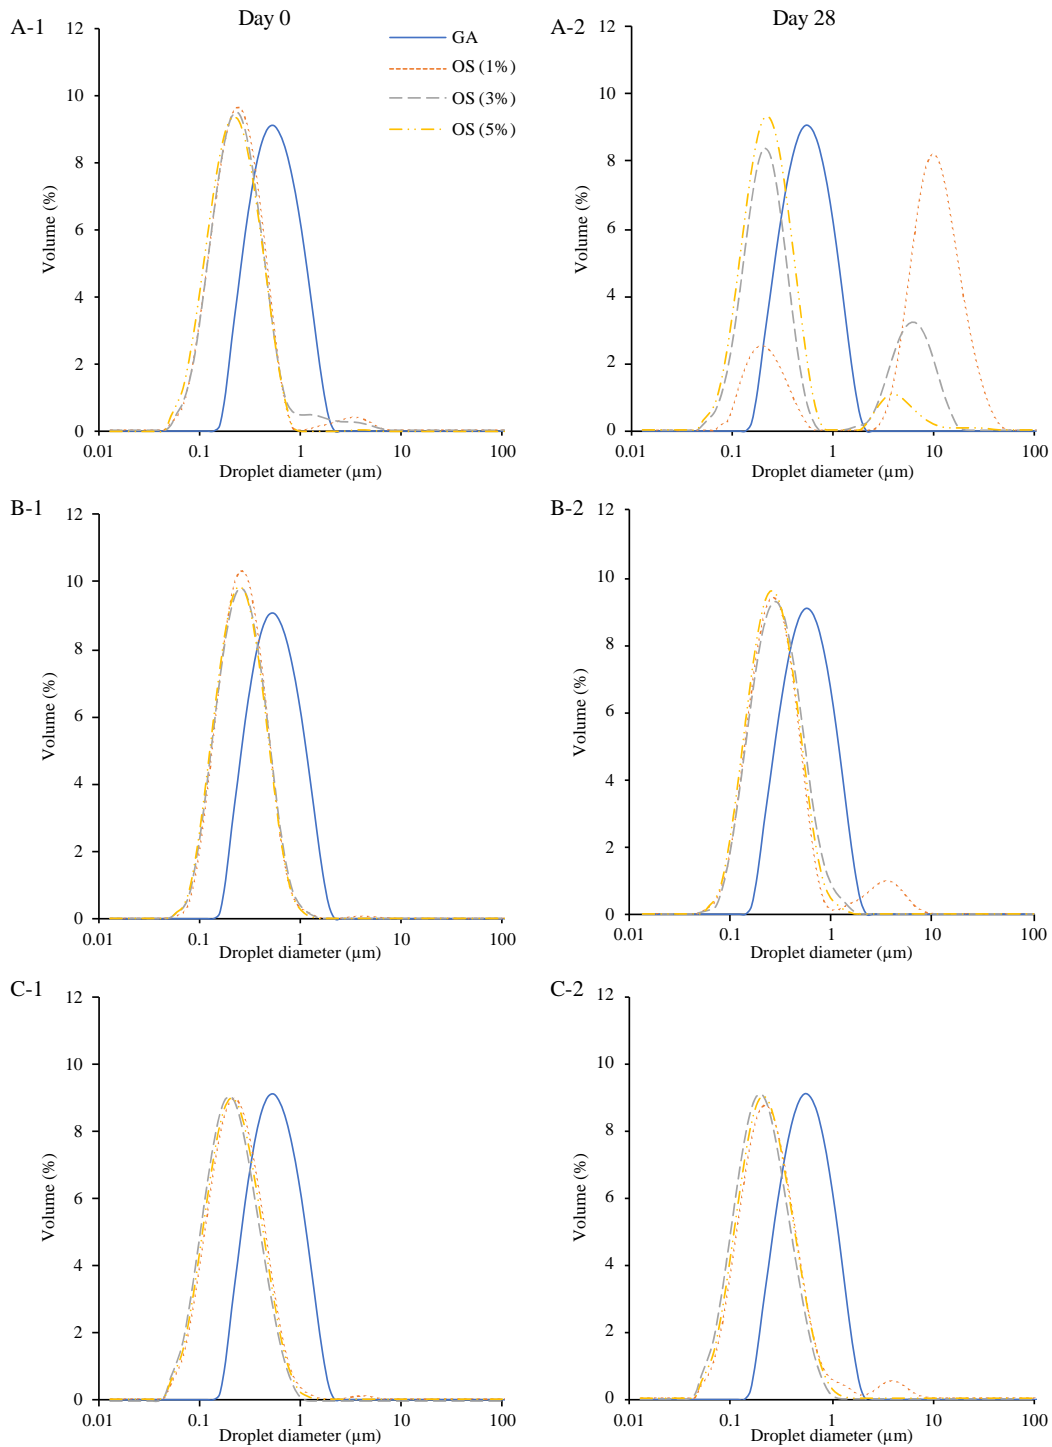 Day 0
Day 28
A-1
GA
OS (1%)
OS (3%)
OS (5%)
12
10
8
6
4
2
0
Volume (%)
0.01 0.1 1 10 100
Droplet diameter (µm)
A-2
12
10
8
6
4
2
0
Volume (%)
0.01 0.1 1 10 100
Droplet diameter (µm)
B-1
12
10
8
6
4
2
0
Volume (%)
0.01 0.1 1 10 100
Droplet diameter (µm)
B-2
12
10
8
6
4
2
0
Volume (%)
0.01 0.1 1 10 100
Droplet diameter (µm)
C-1
12
10
8
6
4
2
0
Volume (%)
0.01 0.1 1 10 100
Droplet diameter (µm)
C-2
12
10
8
6
4
2
0
Volume (%)
0.01 0.1 1 10 100
Droplet diameter (µm)